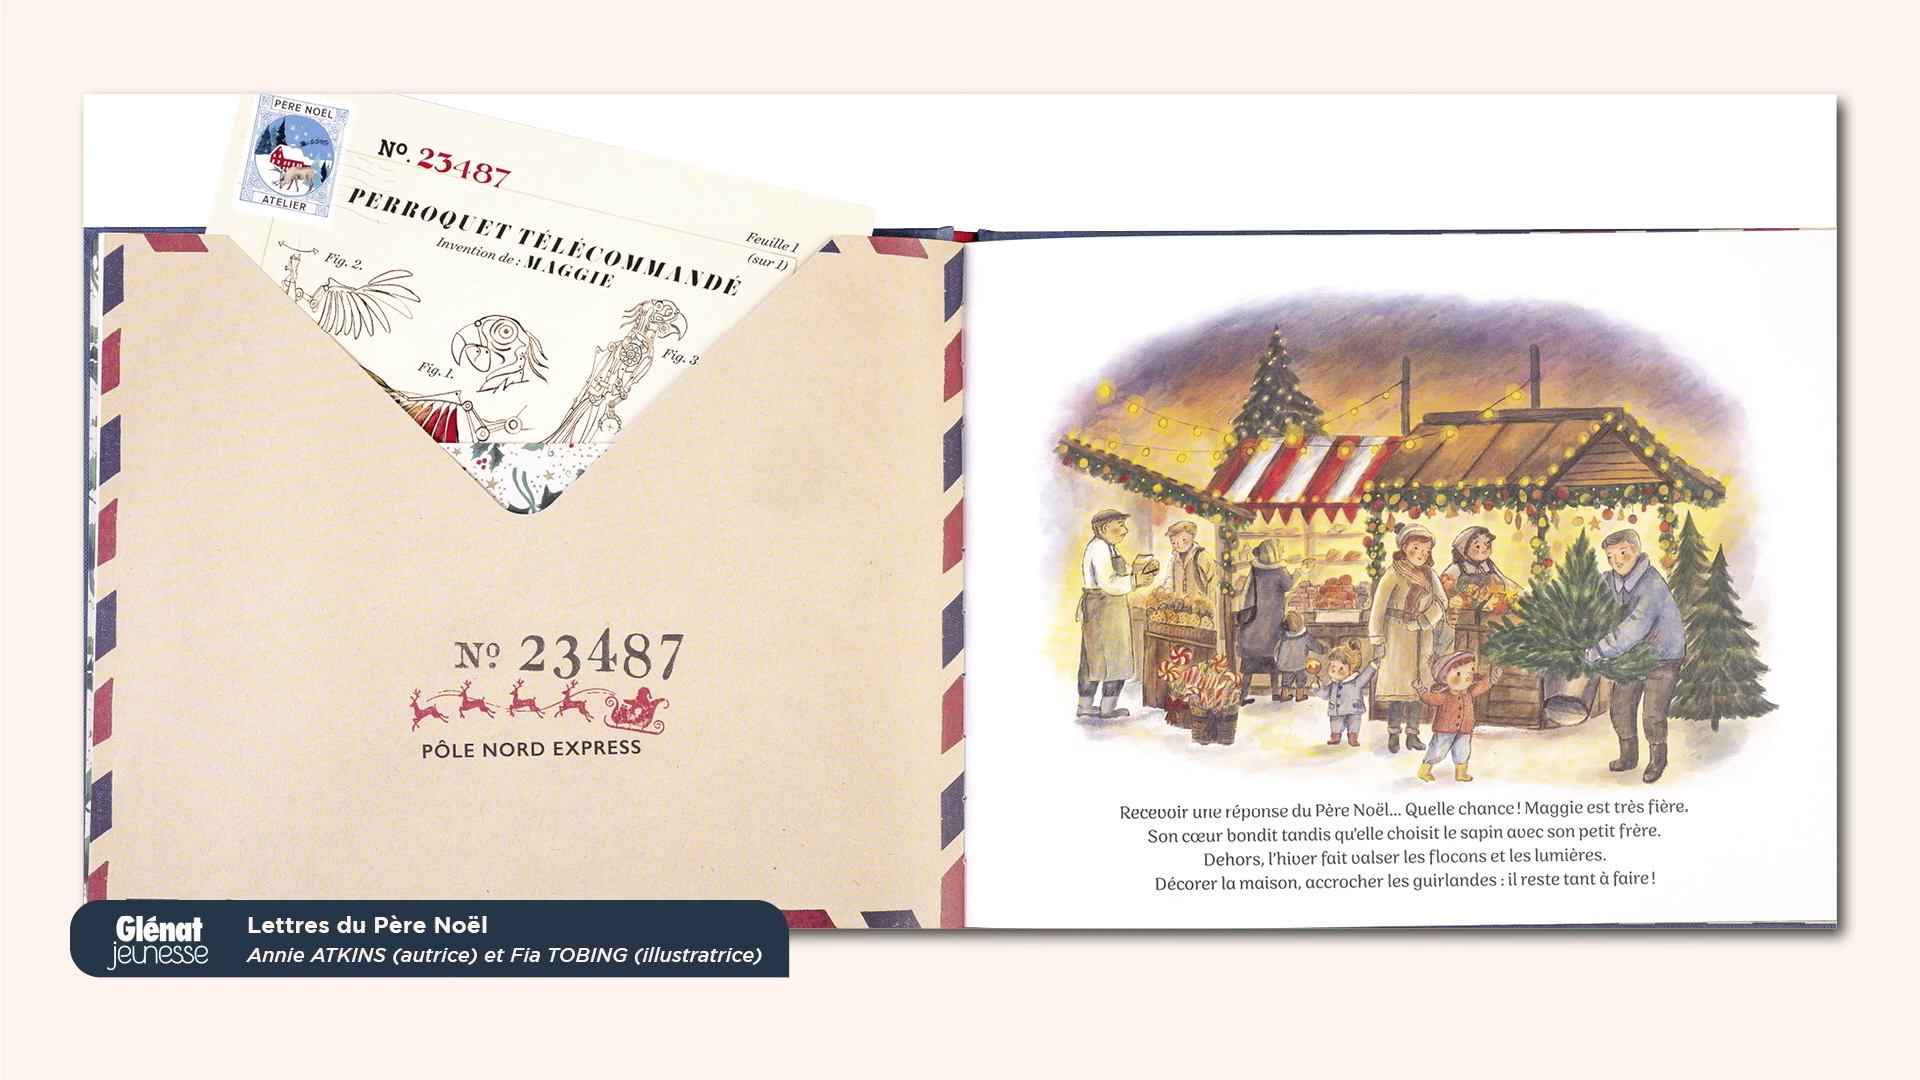 PÈRE NOËL
ATELIER
Nº. 23487
PERROQUET TÉLÉCOMMANDÉ
Invention de : MAGGIE
Feuille 1
(sur 1)
Fig. 2.
Fig. 1.
Fig. 3
Nº 23487
PÔLE NORD EXPRESS
Recevoir une réponse du Père Noël... Quelle chance ! Maggie est très fière.
Son cœur bondit tandis qu'elle choisit le sapin avec son petit frère.
Dehors, l'hiver fait valser les flocons et les lumières.
Décorer la maison, accrocher les guirlandes : il reste tant à faire !
Glénat
jeunesse
Lettres du Père Noël
Annie ATKINS (autrice) et Fia TOBING (illustratrice)